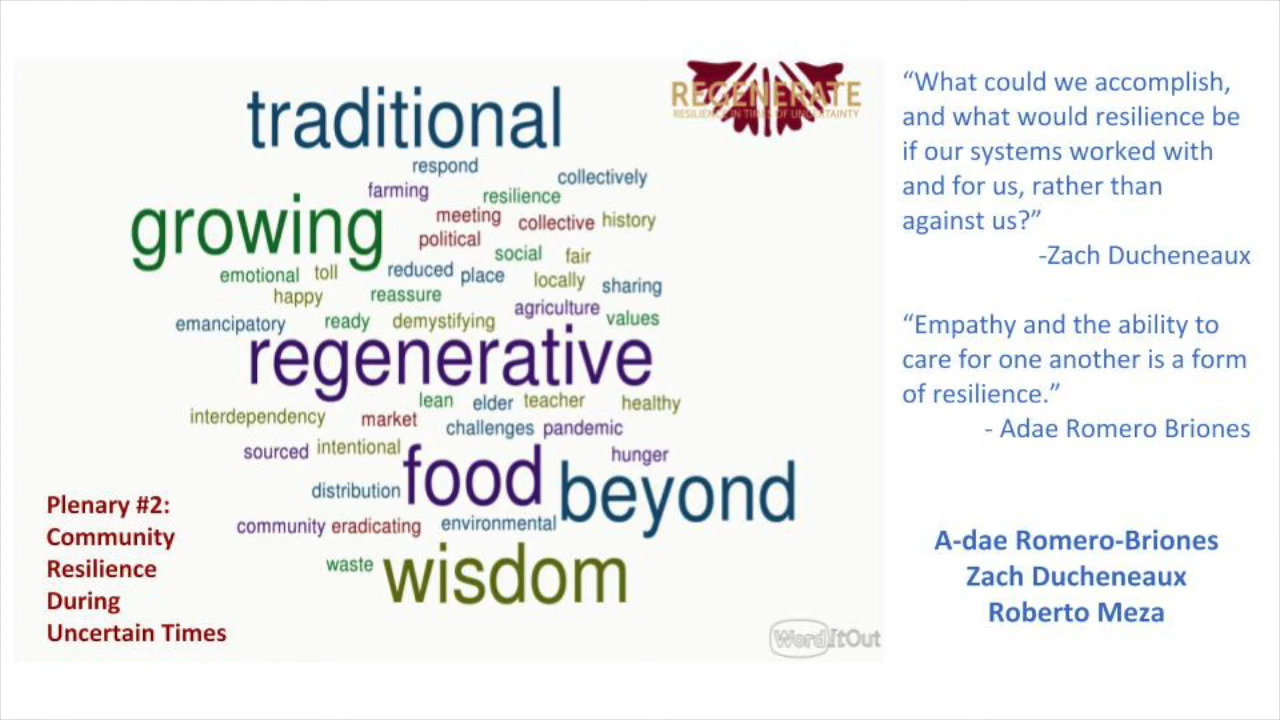 traditional
REGENERATE
RESILIENCE IN TIMES OF UNCERTAINTY
respond
collectively
farming
resilience
growing
meeting
collective
history
political
social
fair
emotional
toll
reduced
place
locally
sharing
happy
reassure
agriculture
emancipatory
ready
demystifying
values
regenerative
lean
elder
teacher
healthy
interdependency
market
challenges
pandemic
sourced
intentional
hunger
food
beyond
distribution
community
eradicating
environmental
waste
wisdom
WordItOut
Plenary #2:
Community
Resilience
During
Uncertain Times
“What could we accomplish,
and what would resilience be
if our systems worked with
and for us, rather than
against us?”
-Zach Ducheneaux
“Empathy and the ability to
care for one another is a form
of resilience.”
- Adae Romero Briones
A-dae Romero-Briones
Zach Ducheneaux
Roberto Meza